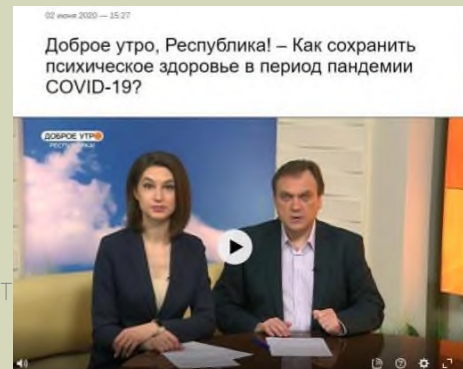 02 июня 2020 — 15:27
Доброе утро, Республика! – Как сохранить
психическое здоровье в период пандемии
COVID-19?
ДОБРОЕ УТРО
РЕСПУБЛИКА!
Т